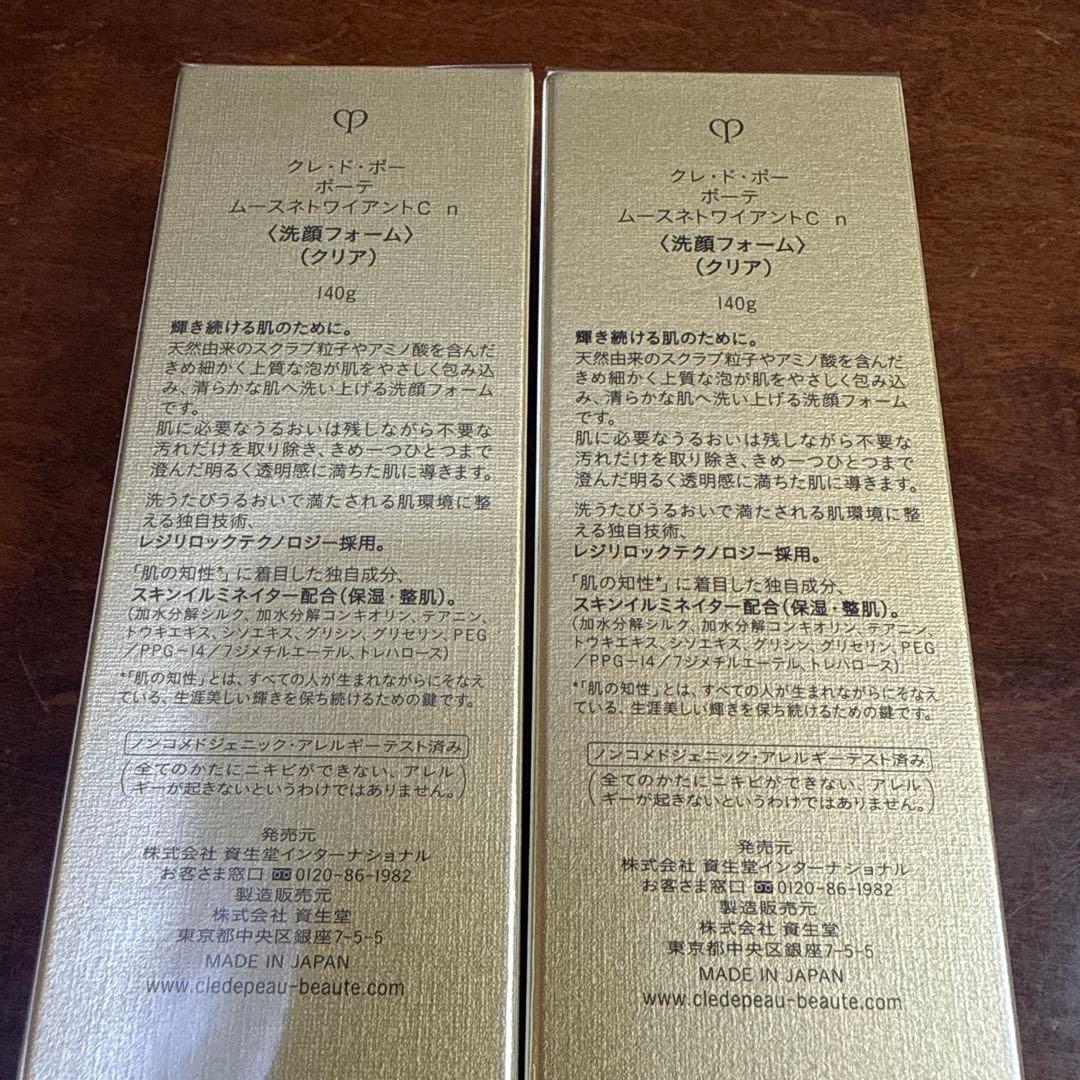 クレ・ド・ポー
ボーテ
ムースネトワイアントC n
〈洗顔フォーム〉
（クリア）
140g
輝き続ける肌のために。
天然由来のスクラブ粒子やアミノ酸を含んだ
きめ細かく上質な泡が肌をやさしく包み込
み、清らかな肌へ洗い上げる洗顔フォーム
です。
肌に必要なうるおいは残しながら不要な
汚れだけを取り除き、きめ一つひとつまで
澄んだ明るく透明感に満ちた肌に導きます。
洗うたびうるおいで満たされる肌環境に整
える独自技術、
レジリロックテクノロジー採用。
「肌の知性*」に着目した独自成分、
スキンイルミネイター配合（保湿・整肌）。
（加水分解シルク、加水分解コンキオリン、テアニン、
トウキエキス、シソエキス、グリシン、グリセリン、PEG
／PPG−14／7ジメチルエーテル、トレハロース）
*「肌の知性」とは、すべての人が生まれながらにそなえ
ている、生涯美しい輝きを保ち続けるための鍵です。
ノンコメドジェニック・アレルギーテスト済み
（全てのかたにニキビができない、アレル
ギーが起きないというわけではありません。）
発売元
株式会社 資生堂インターナショナル
お客さま窓口 0120-86-1982
製造販売元
株式会社 資生堂
東京都中央区銀座7-5-5
MADE IN JAPAN
www.cledepeau-beaute.com
クレ・ド・ポー
ボーテ
ムースネトワイアントC n
〈洗顔フォーム〉
（クリア）
140g
輝き続ける肌のために。
天然由来のスクラブ粒子やアミノ酸を含んだ
きめ細かく上質な泡が肌をやさしく包み込
み、清らかな肌へ洗い上げる洗顔フォーム
です。
肌に必要なうるおいは残しながら不要な
汚れだけを取り除き、きめ一つひとつまで
澄んだ明るく透明感に満ちた肌に導きます。
洗うたびうるおいで満たされる肌環境に整
える独自技術、
レジリロックテクノロジー採用。
「肌の知性*」に着目した独自成分、
スキンイルミネイター配合（保湿・整肌）。
（加水分解シルク、加水分解コンキオリン、テアニン、
トウキエキス、シソエキス、グリシン、グリセリン、PEG
／PPG−14／7ジメチルエーテル、トレハロース）
*「肌の知性」とは、すべての人が生まれながらにそなえ
ている、生涯美しい輝きを保ち続けるための鍵です。
ノンコメドジェニック・アレルギーテスト済み
（全てのかたにニキビができない、アレル
ギーが起きないというわけではありません。）
発売元
株式会社 資生堂インターナショナル
お客さま窓口 0120-86-1982
製造販売元
株式会社 資生堂
東京都中央区銀座7-5-5
MADE IN JAPAN
www.cledepeau-beaute.com